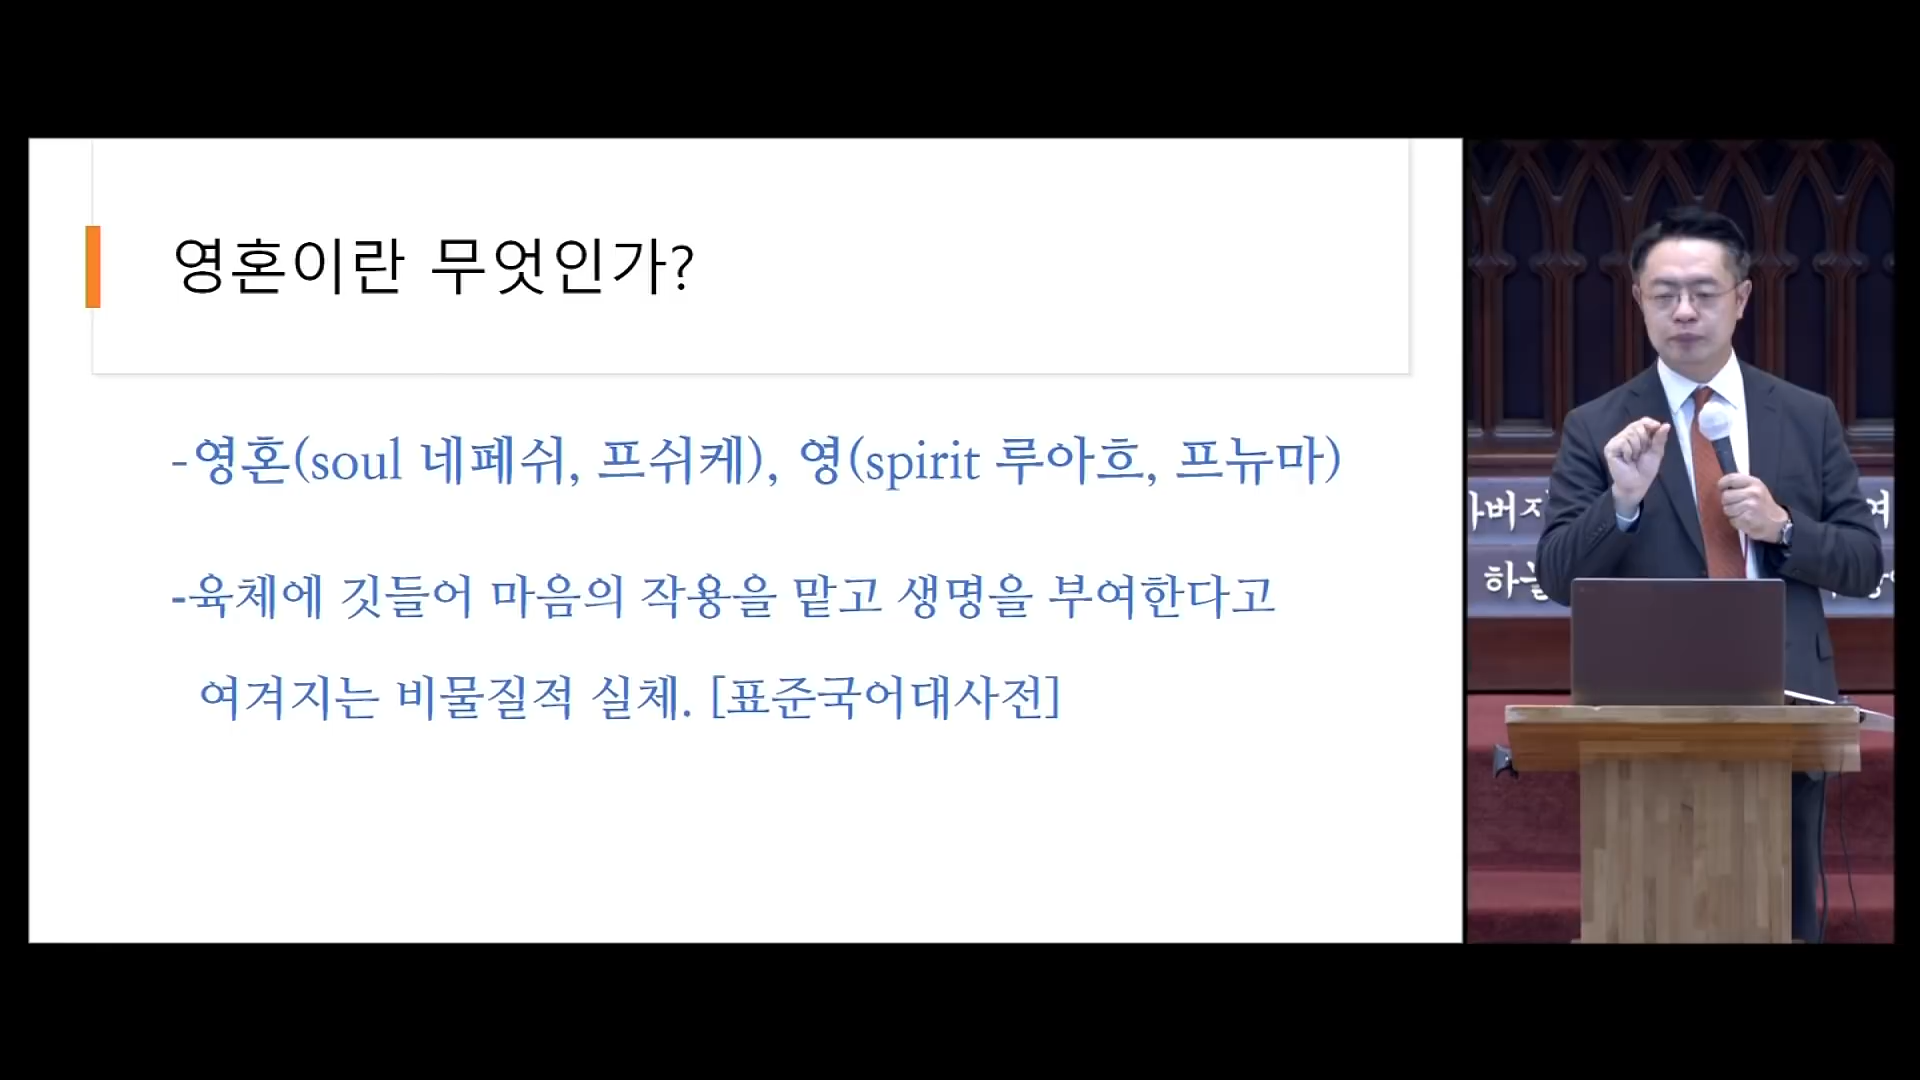 영혼이란 무엇인가?
-영혼(soul 네페쉬, 프쉬케), 영(spirit 루아흐, 프뉴마)
-육체에 깃들어 마음의 작용을 맡고 생명을 부여한다고
여겨지는 비물질적 실체. [표준국어대사전]